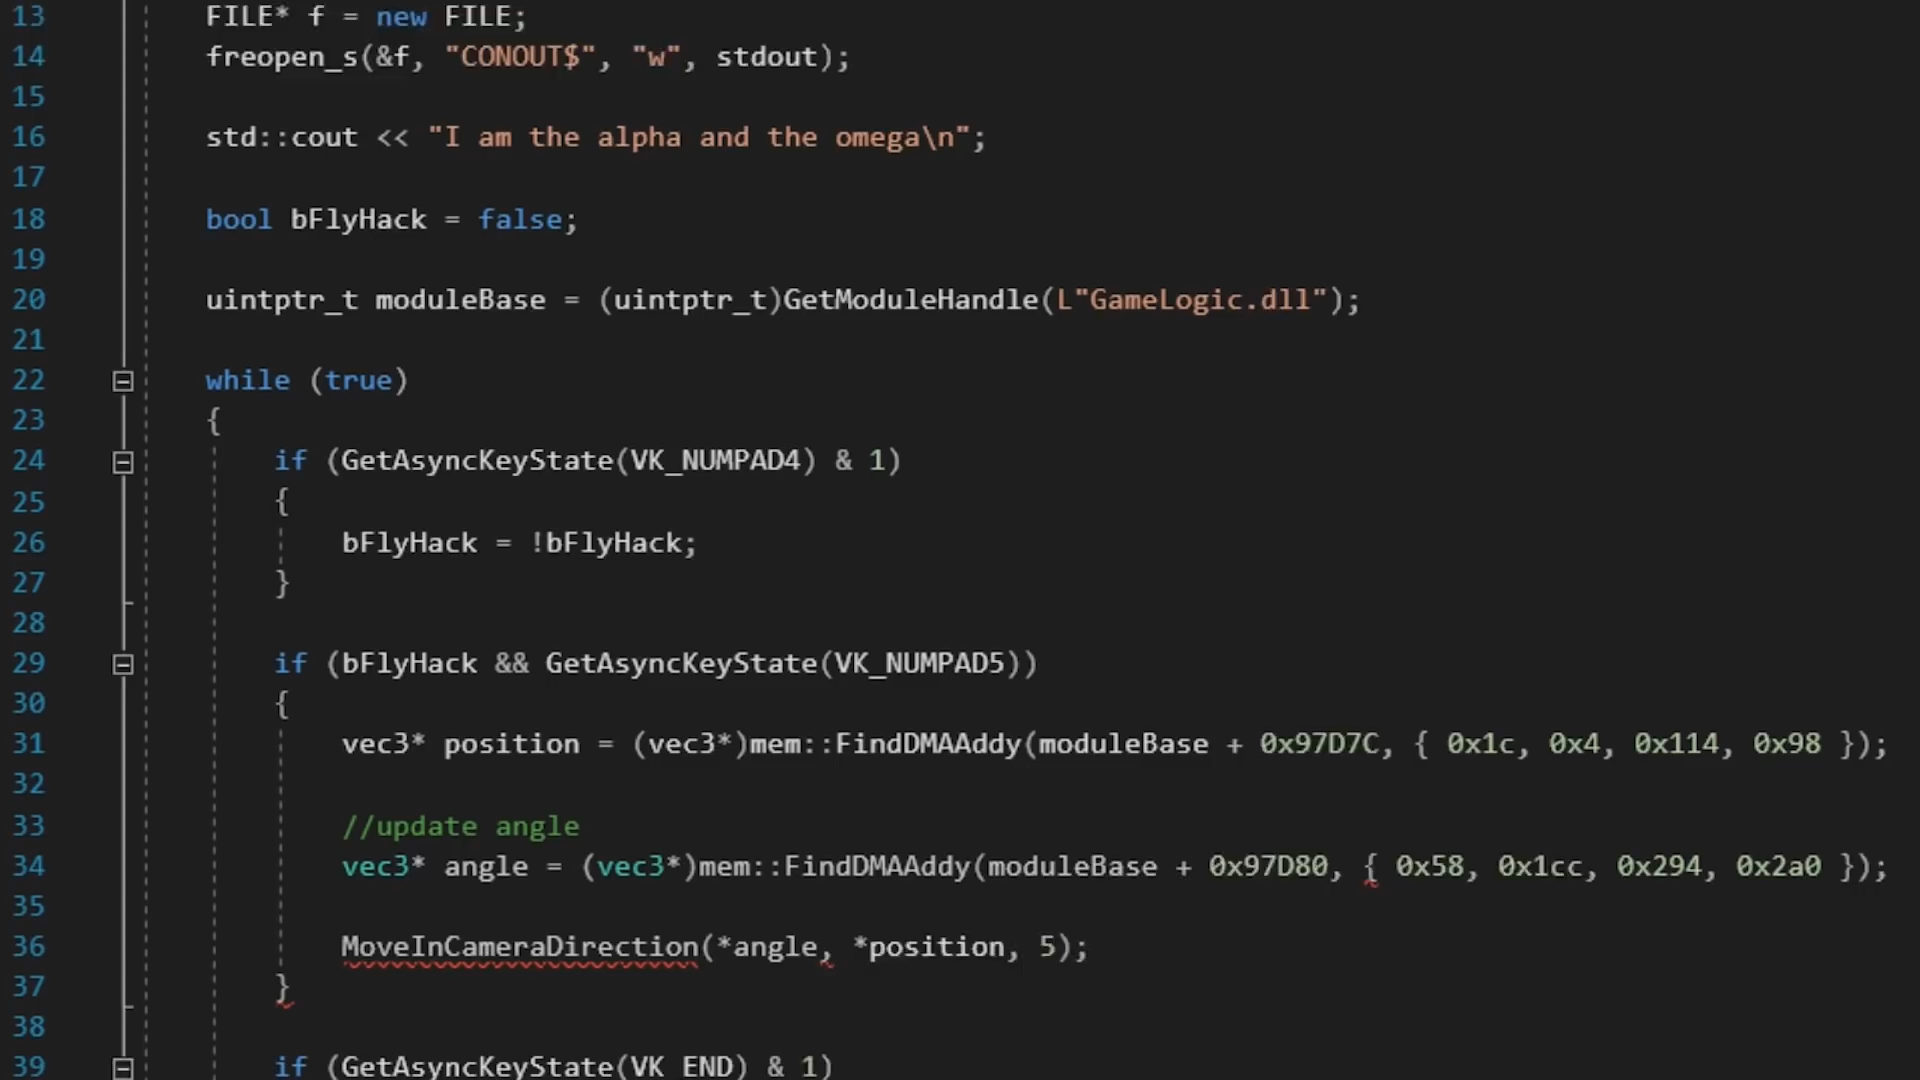 13 FILE* f = new FILE;
14 freopen_s(&f, "CONOUT$", "w", stdout);
15
16 std::cout << "I am the alpha and the omega\n";
17
18 bool bFlyHack = false;
19
20 uintptr_t moduleBase = (uintptr_t)GetModuleHandle(L"GameLogic.dll");
21
22 while (true)
23 {
24 if (GetAsyncKeyState(VK_NUMPAD4) & 1)
25 {
26 bFlyHack = !bFlyHack;
27 }
28
29 if (bFlyHack && GetAsyncKeyState(VK_NUMPAD5))
30 {
31 vec3* position = (vec3*)mem::FindDMAAddy(moduleBase + 0x97D7C, { 0x1c, 0x4, 0x114, 0x98 });
32
33 //update angle
34 vec3* angle = (vec3*)mem::FindDMAAddy(moduleBase + 0x97D80, { 0x58, 0x1cc, 0x294, 0x2a0 });
35
36 MoveInCameraDirection(*angle, *position, 5);
37 }
38
39 if (GetAsyncKeyState(VK_END) & 1)